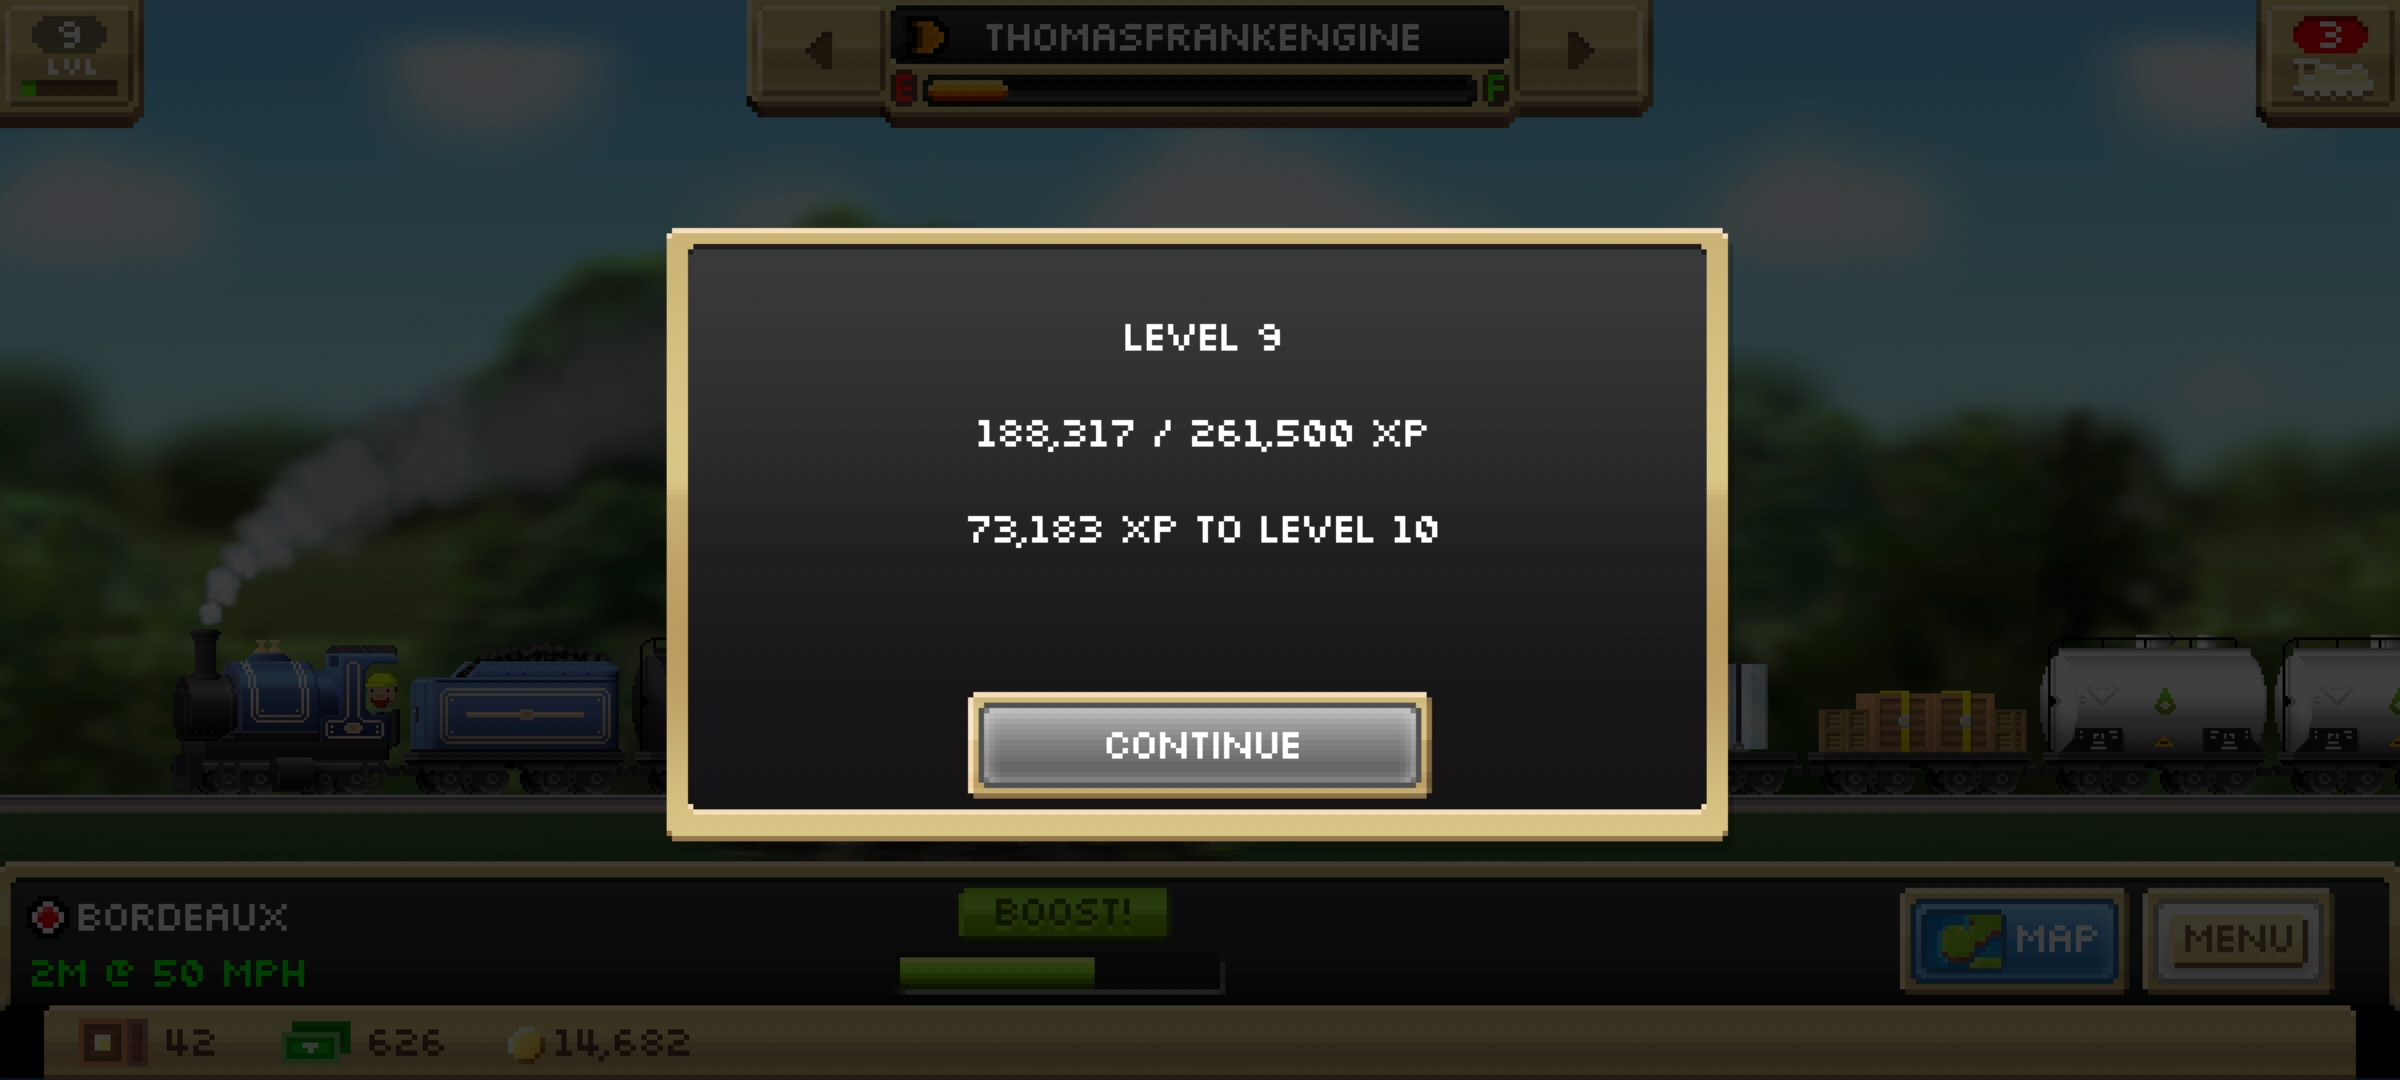 9
LVL
THOMASFRANKENGINE
E F
3
LEVEL 9
188,317 / 261,500 XP
73,183 XP TO LEVEL 10
CONTINUE
BORDEAUX
2M @ 50 MPH
BOOST!
MAP
MENU
42 626 14,682